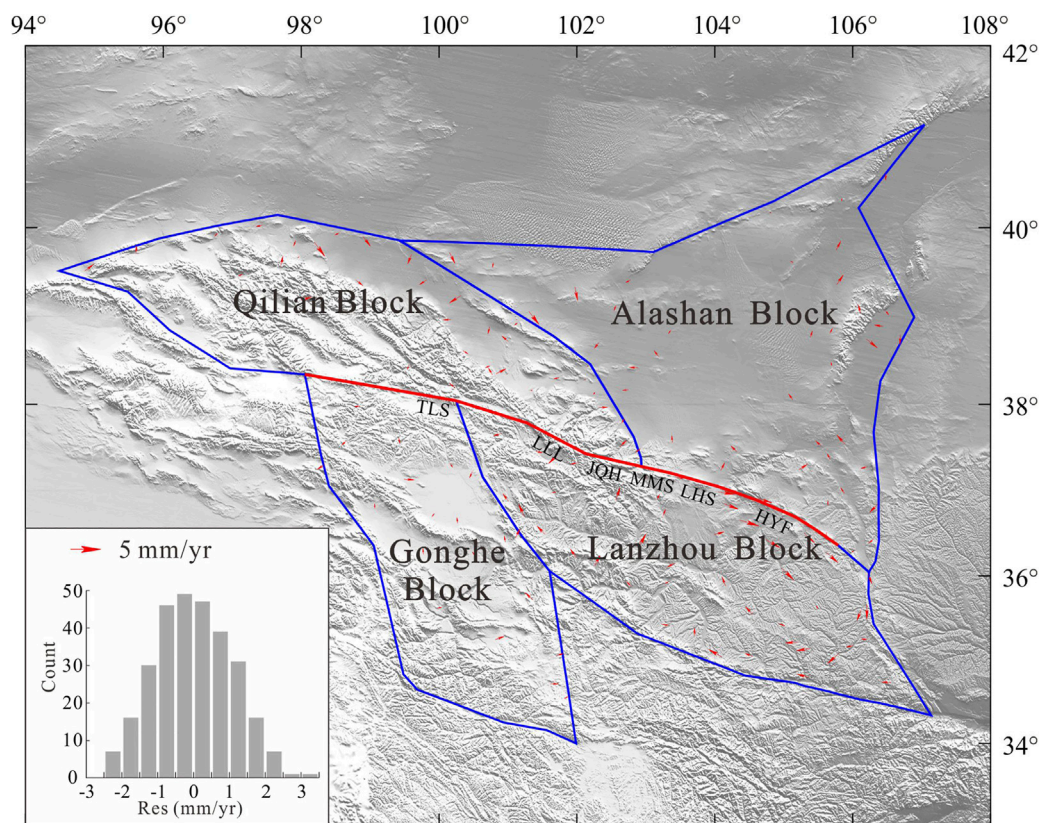 94° 96° 98° 100° 102° 104° 106° 108°
42°
40°
38°
36°
34°
Qilian Block
Alashan Block
TLS
LLL
JQH
MMS
LHS
HYF
Gonghe
Block
Lanzhou Block
5 mm/yr
50
40
30
20
10
0
Count
-3 -2 -1 0 1 2 3
Res (mm/yr)